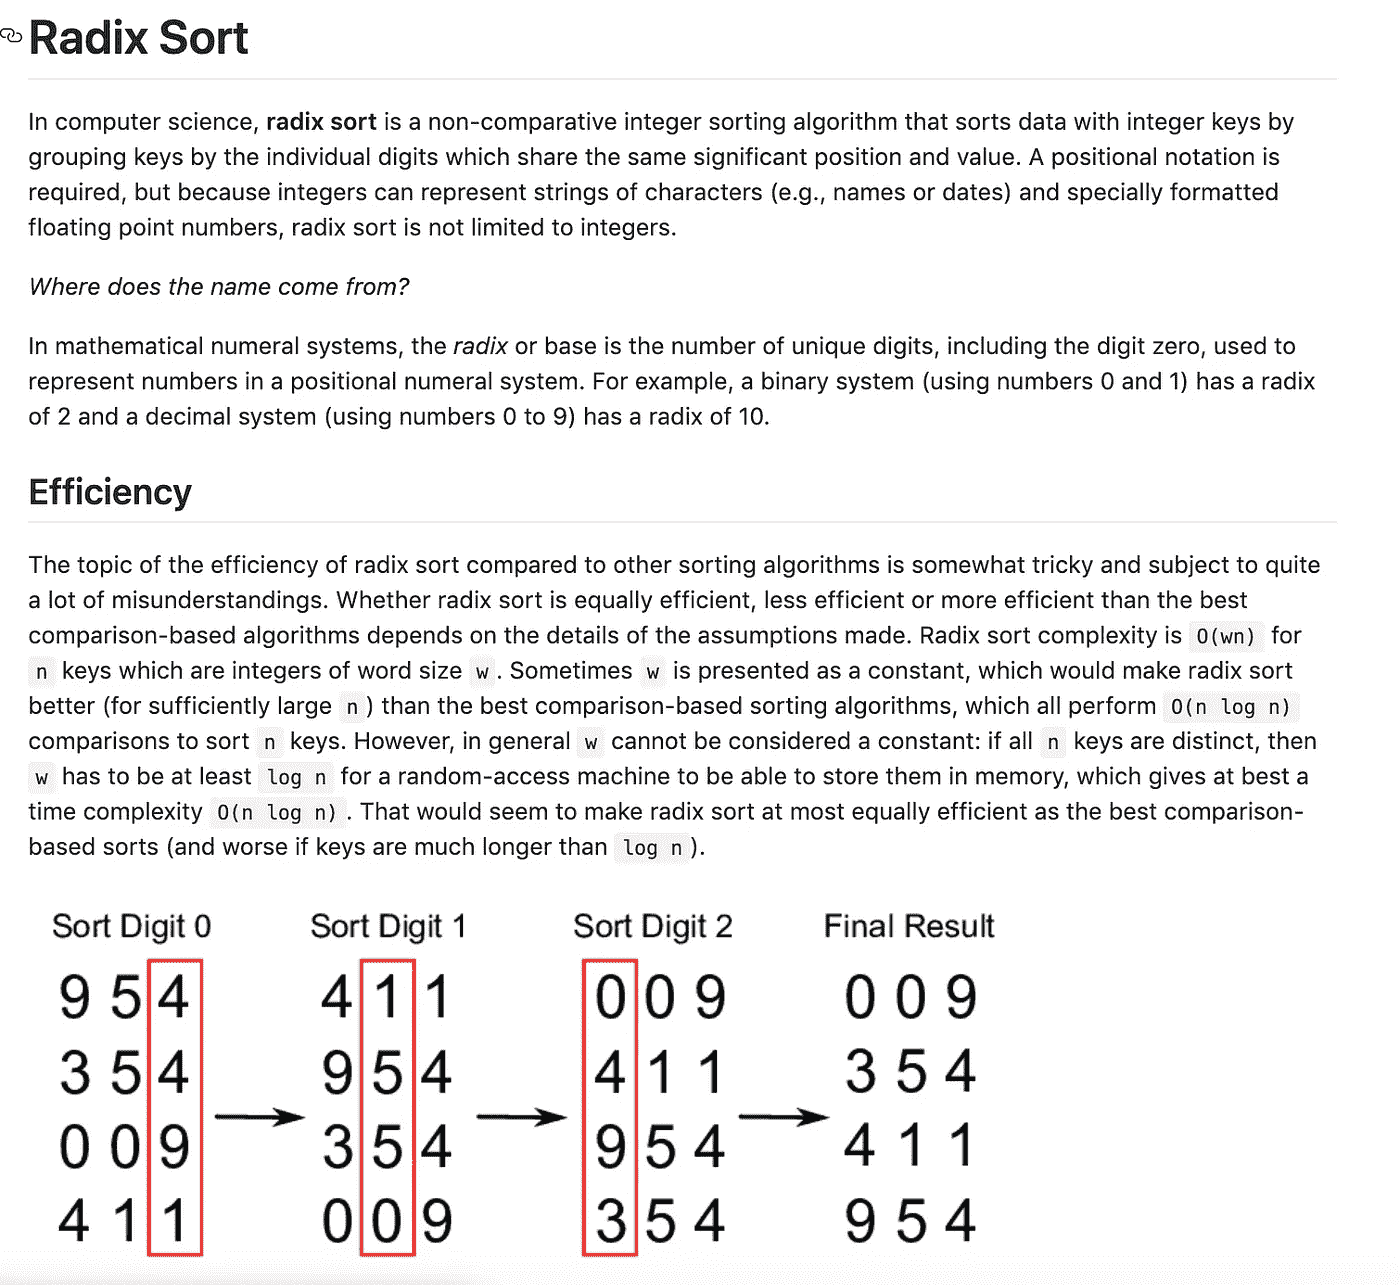 Radix Sort
In computer science, radix sort is a non-comparative integer sorting algorithm that sorts data with integer keys by
grouping keys by the individual digits which share the same significant position and value. A positional notation is
required, but because integers can represent strings of characters (e.g., names or dates) and specially formatted
floating point numbers, radix sort is not limited to integers.
Where does the name come from?
In mathematical numeral systems, the radix or base is the number of unique digits, including the digit zero, used to
represent numbers in a positional numeral system. For example, a binary system (using numbers 0 and 1) has a radix
of 2 and a decimal system (using numbers 0 to 9) has a radix of 10.
Efficiency
The topic of the efficiency of radix sort compared to other sorting algorithms is somewhat tricky and subject to quite
a lot of misunderstandings. Whether radix sort is equally efficient, less efficient or more efficient than the best
comparison-based algorithms depends on the details of the assumptions made. Radix sort complexity is O(wn) for
n keys which are integers of word size w. Sometimes w is presented as a constant, which would make radix sort
better (for sufficiently large n) than the best comparison-based sorting algorithms, which all perform O(n log n)
comparisons to sort n keys. However, in general w cannot be considered a constant: if all n keys are distinct, then
w has to be at least log n for a random-access machine to be able to store them in memory, which gives at best a
time complexity O(n log n). That would seem to make radix sort at most equally efficient as the best comparison-
based sorts (and worse if keys are much longer than log n).
Sort Digit 0 Sort Digit 1 Sort Digit 2 Final Result
9 5 4 4 1 1 0 0 9 0 0 9
3 5 4 9 5 4 4 1 1 3 5 4
0 0 9 3 5 4 9 5 4 4 1 1
4 1 1 0 0 9 3 5 4 9 5 4